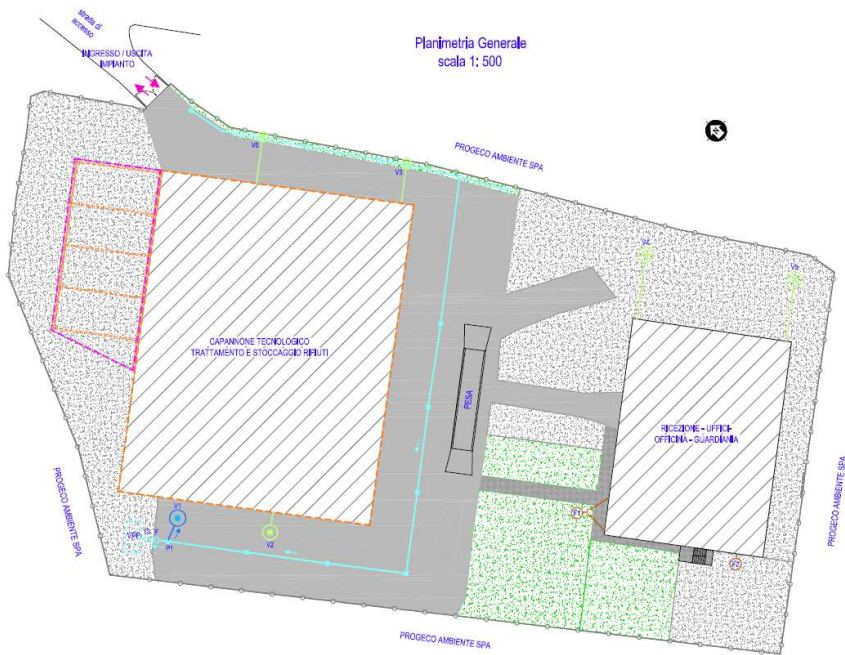 Planimetria Generale
scala 1: 500
strada di
accesso
INGRESSO / USCITA
IMPIANTO
V6
V3
PROGECO AMBIENTE SPA
V4
CAPANNONE TECNOLOGICO
TRATTAMENTO E STOCCAGGIO RIFIUTI
PESA
RICEZIONE - UFFICI-
OFFICINA - GUARDIANIA
PROGECO AMBIENTE SPA
PROGECO AMBIENTE SPA
V1
F1
VPP
P1
V2
F2
PROGECO AMBIENTE SPA